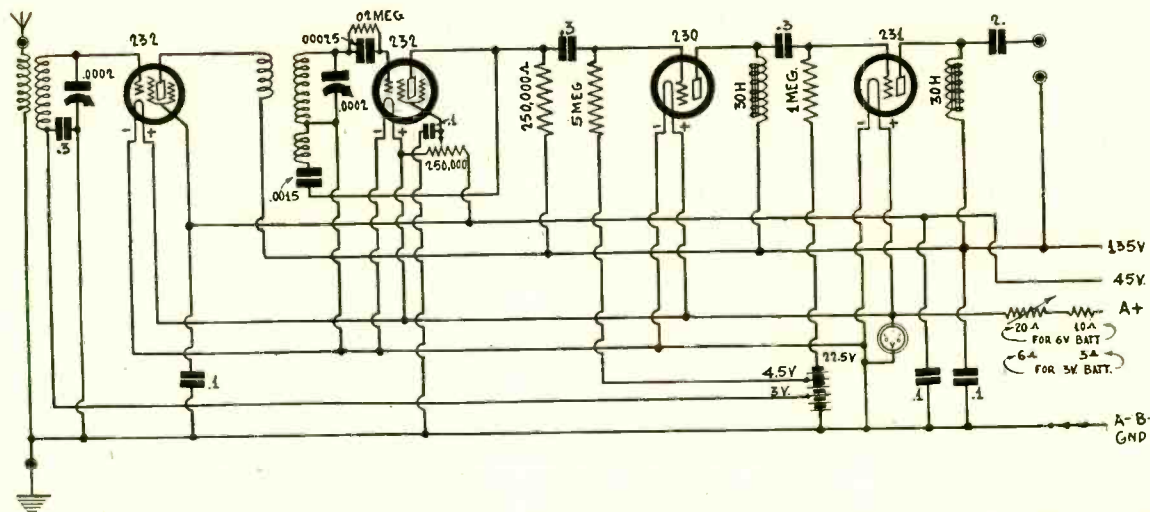 232
.0002
.3
- +
.1
.02MEG
.00025
232
.0002
.0015
.1
250,000
- +
250,000Ω
.3
5MEG
230
- +
30H
.3
1MEG.
231
- +
30H
2.
135V
45V.
A+
20Ω 10Ω
FOR 6V BATT
6Ω 3Ω
FOR 3V. BATT.
V
22.5V
4.5V
3V.
.1
.1
A-B-
GND